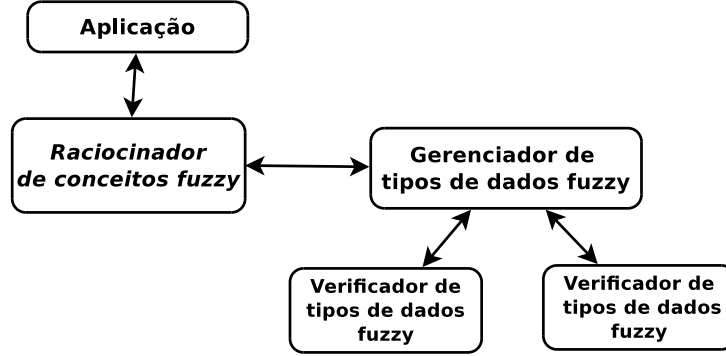 Aplicação
Raciocinador
de conceitos fuzzy
Gerenciador de
tipos de dados fuzzy
Verificador de
tipos de dados
fuzzy
Verificador de
tipos de dados
fuzzy